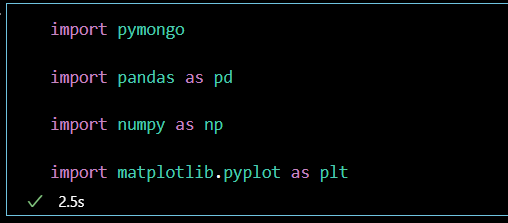 import pymongo
import pandas as pd
import numpy as np
import matplotlib.pyplot as plt
2.5s